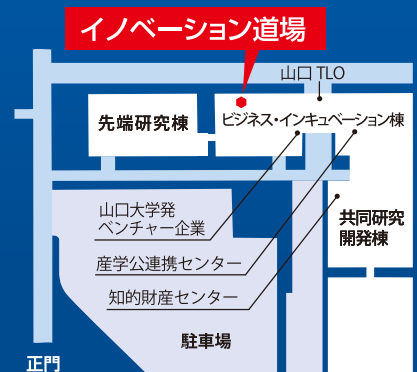 イノベーション道場
山口 TLO
先端研究棟
ビジネス・インキュベーション棟
山口大学発
ベンチャー企業
共同研究
開発棟
産学公連携センター
知的財産センター
駐車場
正門